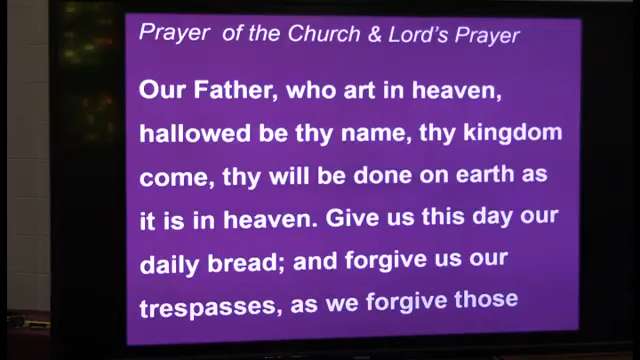 Prayer of the Church & Lord's Prayer
Our Father, who art in heaven,
hallowed be thy name, thy kingdom
come, thy will be done on earth as
it is in heaven. Give us this day our
daily bread; and forgive us our
trespasses, as we forgive those